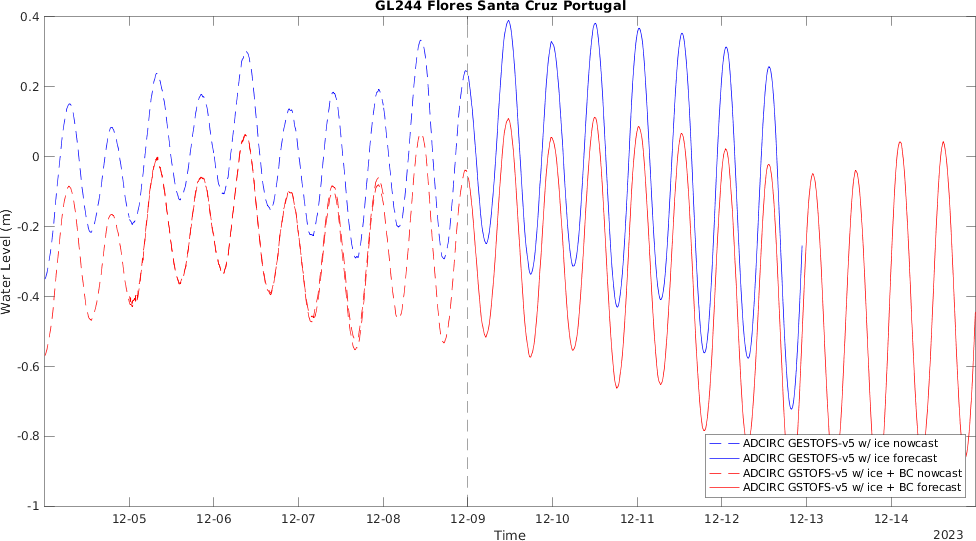 GL244 Flores Santa Cruz Portugal
0.4
0.2
0
-0.2
-0.4
-0.6
-0.8
-1
Water Level (m)
12-05 12-06 12-07 12-08 12-09 12-10 12-11 12-12 12-13 12-14
Time
2023
ADCIRC GESTOFS-v5 w/ ice nowcast
ADCIRC GESTOFS-v5 w/ ice forecast
ADCIRC GSTOFS-v5 w/ ice + BC nowcast
ADCIRC GSTOFS-v5 w/ ice + BC forecast